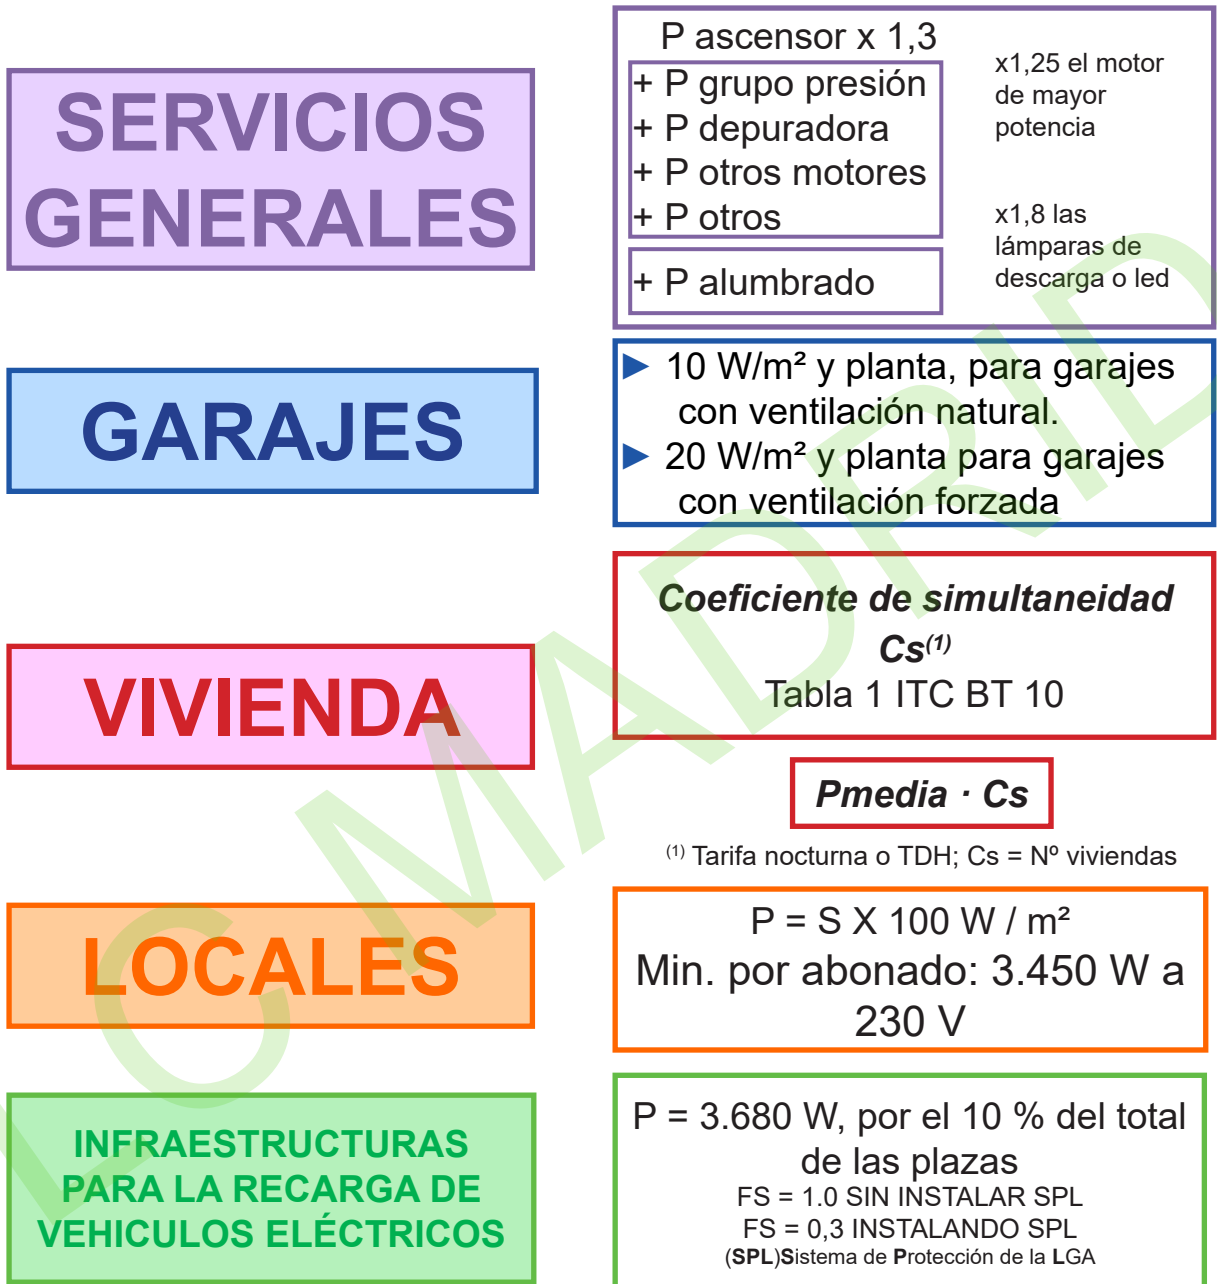 SERVICIOS
GENERALES
P ascensor x 1,3
+ P grupo presión
+ P depuradora
+ P otros motores
+ P otros
+ P alumbrado
x1,25 el motor
de mayor
potencia
x1,8 las
lámparas de
descarga o led
GARAJES
► 10 W/m² y planta, para garajes
con ventilación natural.
► 20 W/m² y planta para garajes
con ventilación forzada
VIVIENDA
Coeficiente de simultaneidad
Cs⁽¹⁾
Tabla 1 ITC BT 10
Pmedia · Cs
⁽¹⁾ Tarifa nocturna o TDH; Cs = Nº viviendas
LOCALES
P = S X 100 W / m²
Min. por abonado: 3.450 W a
230 V
INFRAESTRUCTURAS
PARA LA RECARGA DE
VEHICULOS ELÉCTRICOS
P = 3.680 W, por el 10 % del total
de las plazas
FS = 1.0 SIN INSTALAR SPL
FS = 0,3 INSTALANDO SPL
(SPL)Sistema de Protección de la LGA
LC MADRID